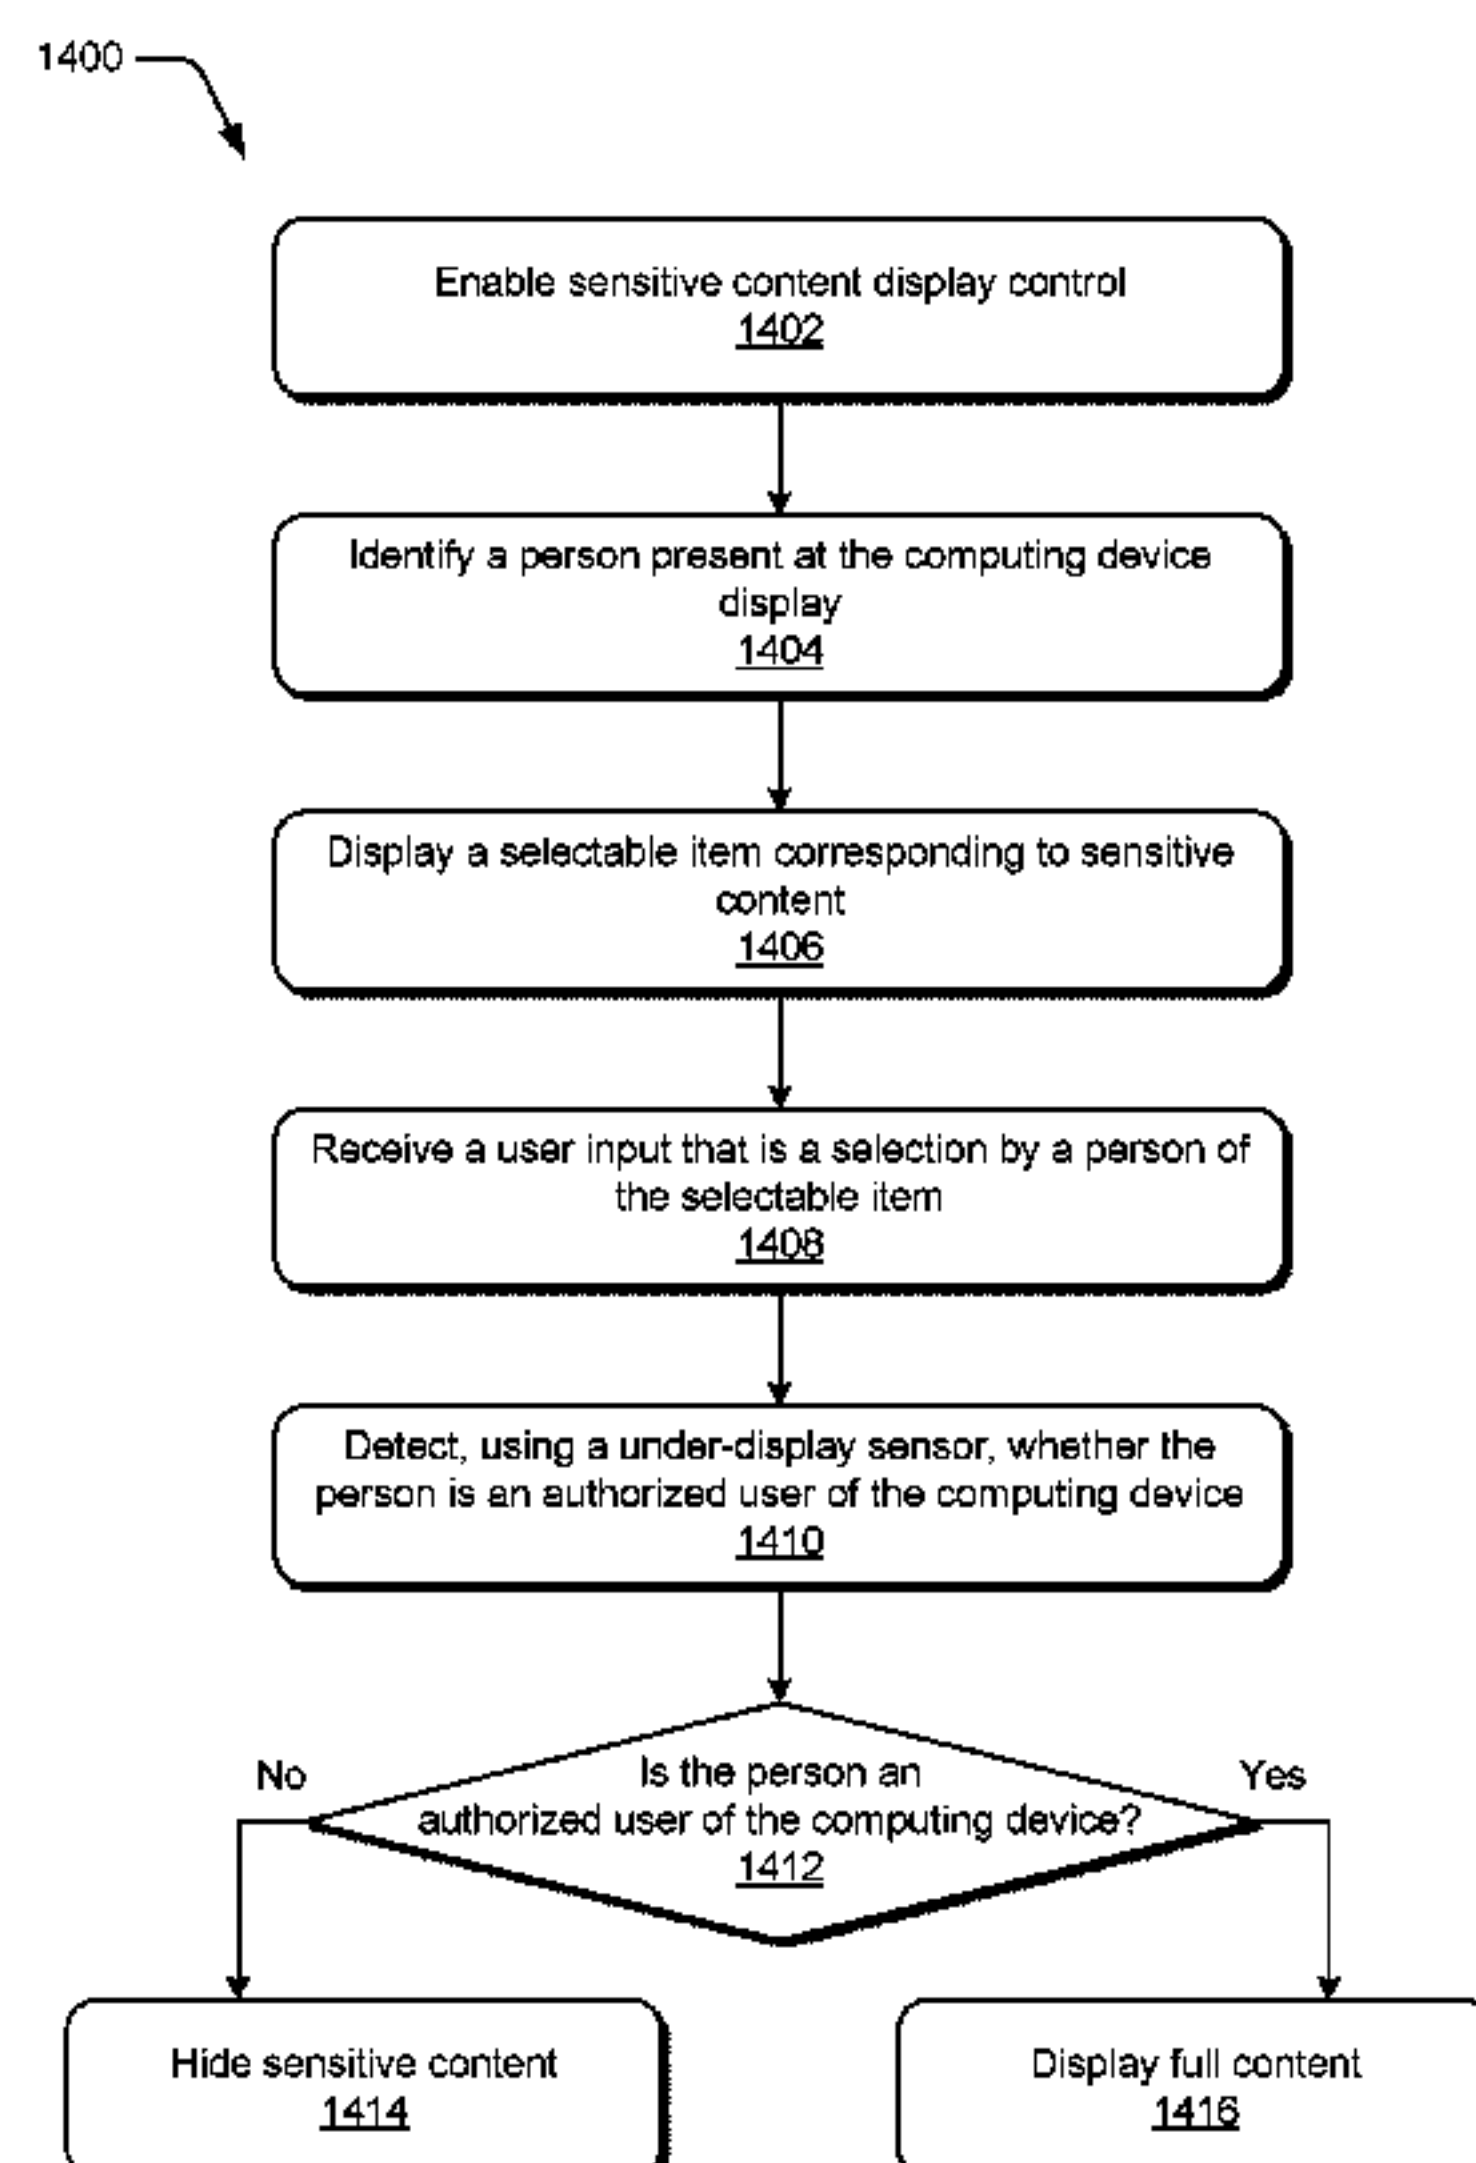 1400
Enable sensitive content display control
1402
Identify a person present at the computing device
display
1404
Display a selectable item corresponding to sensitive
content
1406
Receive a user input that is a selection by a person of
the selectable item
1408
Detect, using a under-display sensor, whether the
person is an authorized user of the computing device
1410
Is the person an
authorized user of the computing device?
1412
No
Yes
Hide sensitive content
1414
Display full content
1416